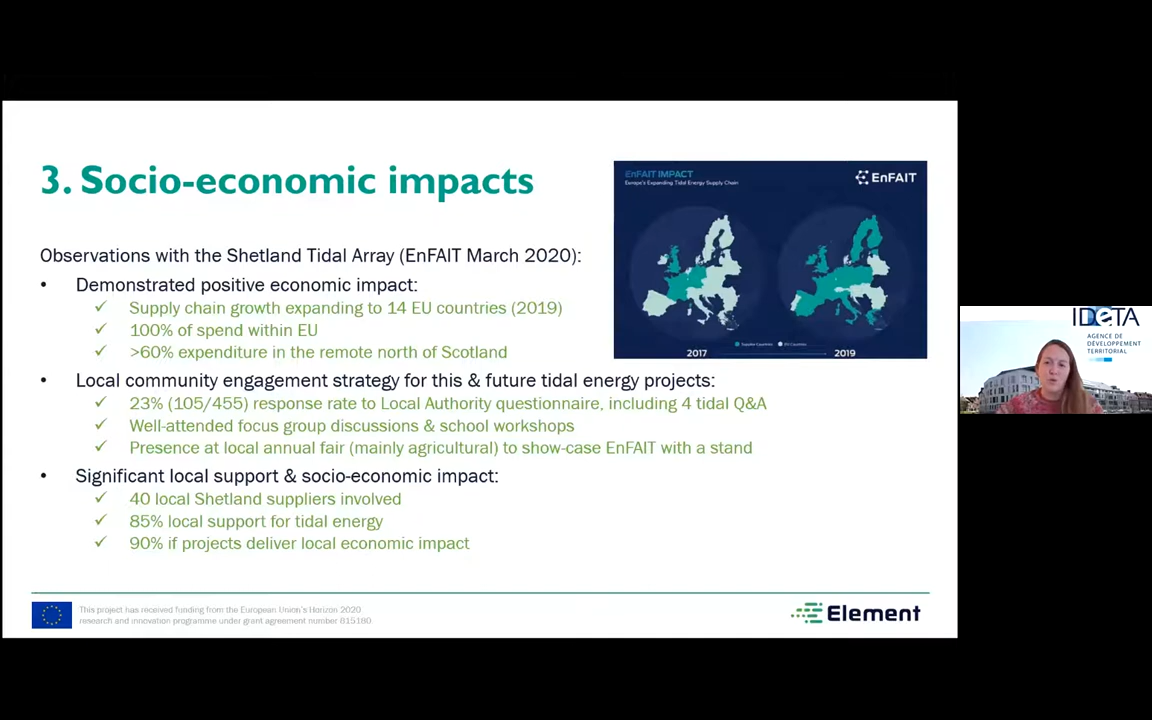 3. Socio-economic impacts
EnFAIT IMPACT
Europe's Expanding Tidal Energy Supply Chain
EnFAIT
2017
2019
Observations with the Shetland Tidal Array (EnFAIT March 2020):
• Demonstrated positive economic impact:
✓ Supply chain growth expanding to 14 EU countries (2019)
✓ 100% of spend within EU
✓ >60% expenditure in the remote north of Scotland
• Local community engagement strategy for this & future tidal energy projects:
✓ 23% (105/455) response rate to Local Authority questionnaire, including 4 tidal Q&A
✓ Well-attended focus group discussions & school workshops
✓ Presence at local annual fair (mainly agricultural) to show-case EnFAIT with a stand
• Significant local support & socio-economic impact:
✓ 40 local Shetland suppliers involved
✓ 85% local support for tidal energy
✓ 90% if projects deliver local economic impact
This project has received funding from the European Union's Horizon 2020
research and innovation programme under grant agreement number 815180
Element
IDETA
AGENCE DE
DÉVELOPPEMENT
TERRITORIAL